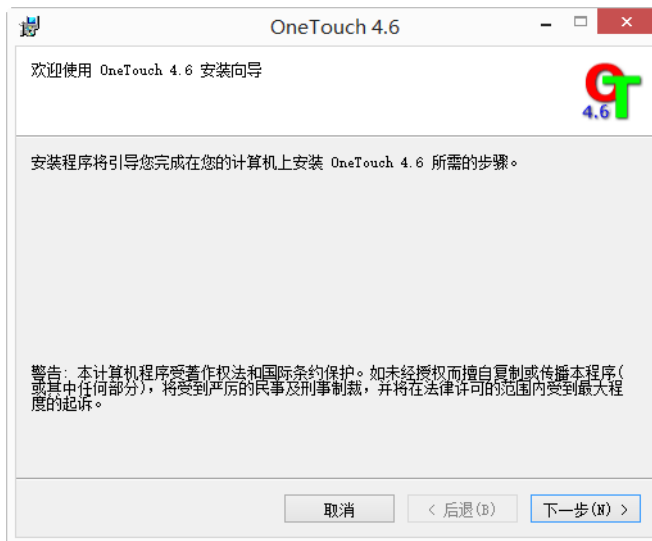 OneTouch 4.6
欢迎使用 OneTouch 4.6 安装向导
OT
4.6
安装程序将引导您完成在您的计算机上安装 OneTouch 4.6 所需的步骤。
警告: 本计算机程序受著作权法和国际条约保护。如未经授权而擅自复制或传播本程序(
或其中任何部分)，将受到严厉的民事及刑事制裁，并将在法律许可的范围内受到最大程
度的起诉。
取消 < 后退(B) 下一步(N) >